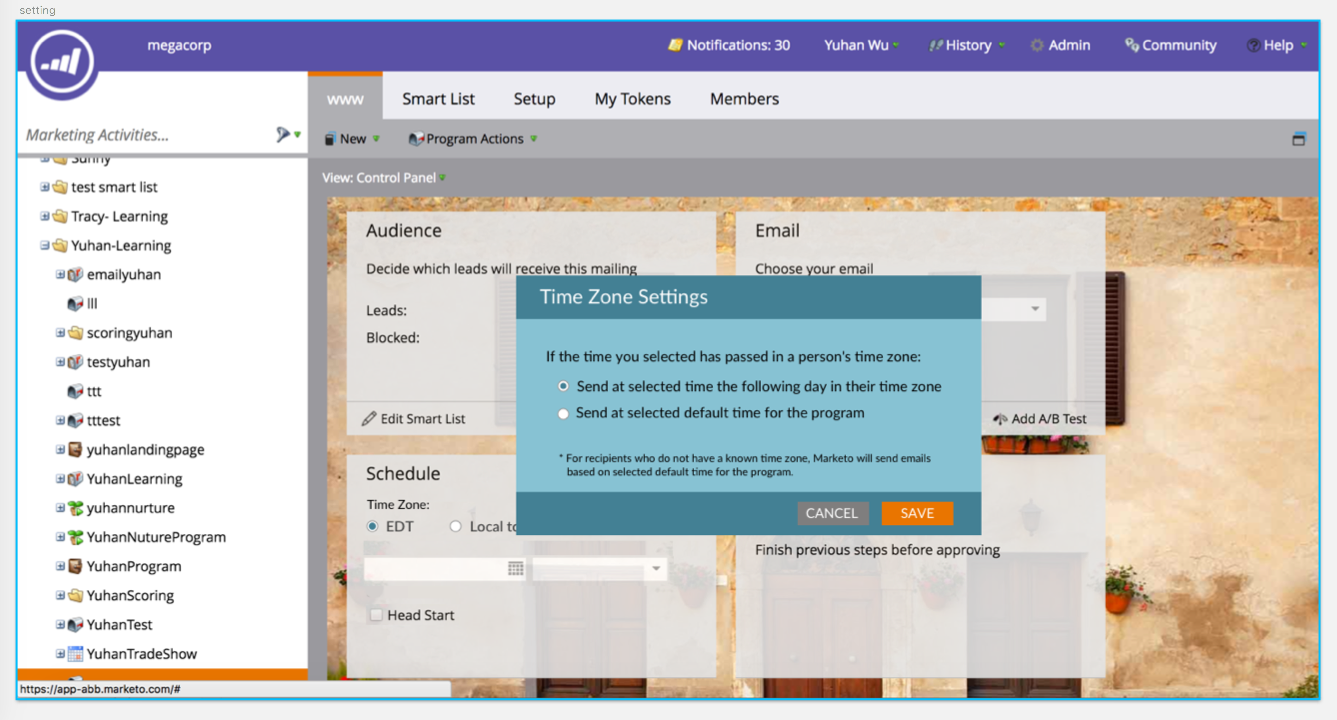 setting
megacorp
Notifications: 30
Yuhan Wu
History
Admin
Community
Help
www
Smart List
Setup
My Tokens
Members
Marketing Activities...
New
Program Actions
View: Control Panel
Sunny
test smart list
Tracy- Learning
Yuhan-Learning
emailyuhan
lll
scoringyuhan
testyuhan
ttt
tttest
yuhanlandingpage
YuhanLearning
yuhannurture
YuhanNutureProgram
YuhanProgram
YuhanScoring
YuhanTest
YuhanTradeShow
https://app-abb.marketo.com/#
Audience
Decide which leads will receive this mailing
Leads:
Blocked:
Edit Smart List
Email
Choose your email
Add A/B Test
Time Zone Settings
If the time you selected has passed in a person's time zone:
Send at selected time the following day in their time zone
Send at selected default time for the program
* For recipients who do not have a known time zone, Marketo will send emails
based on selected default time for the program.
CANCEL
SAVE
Schedule
Time Zone:
EDT
Local to
Head Start
Finish previous steps before approving